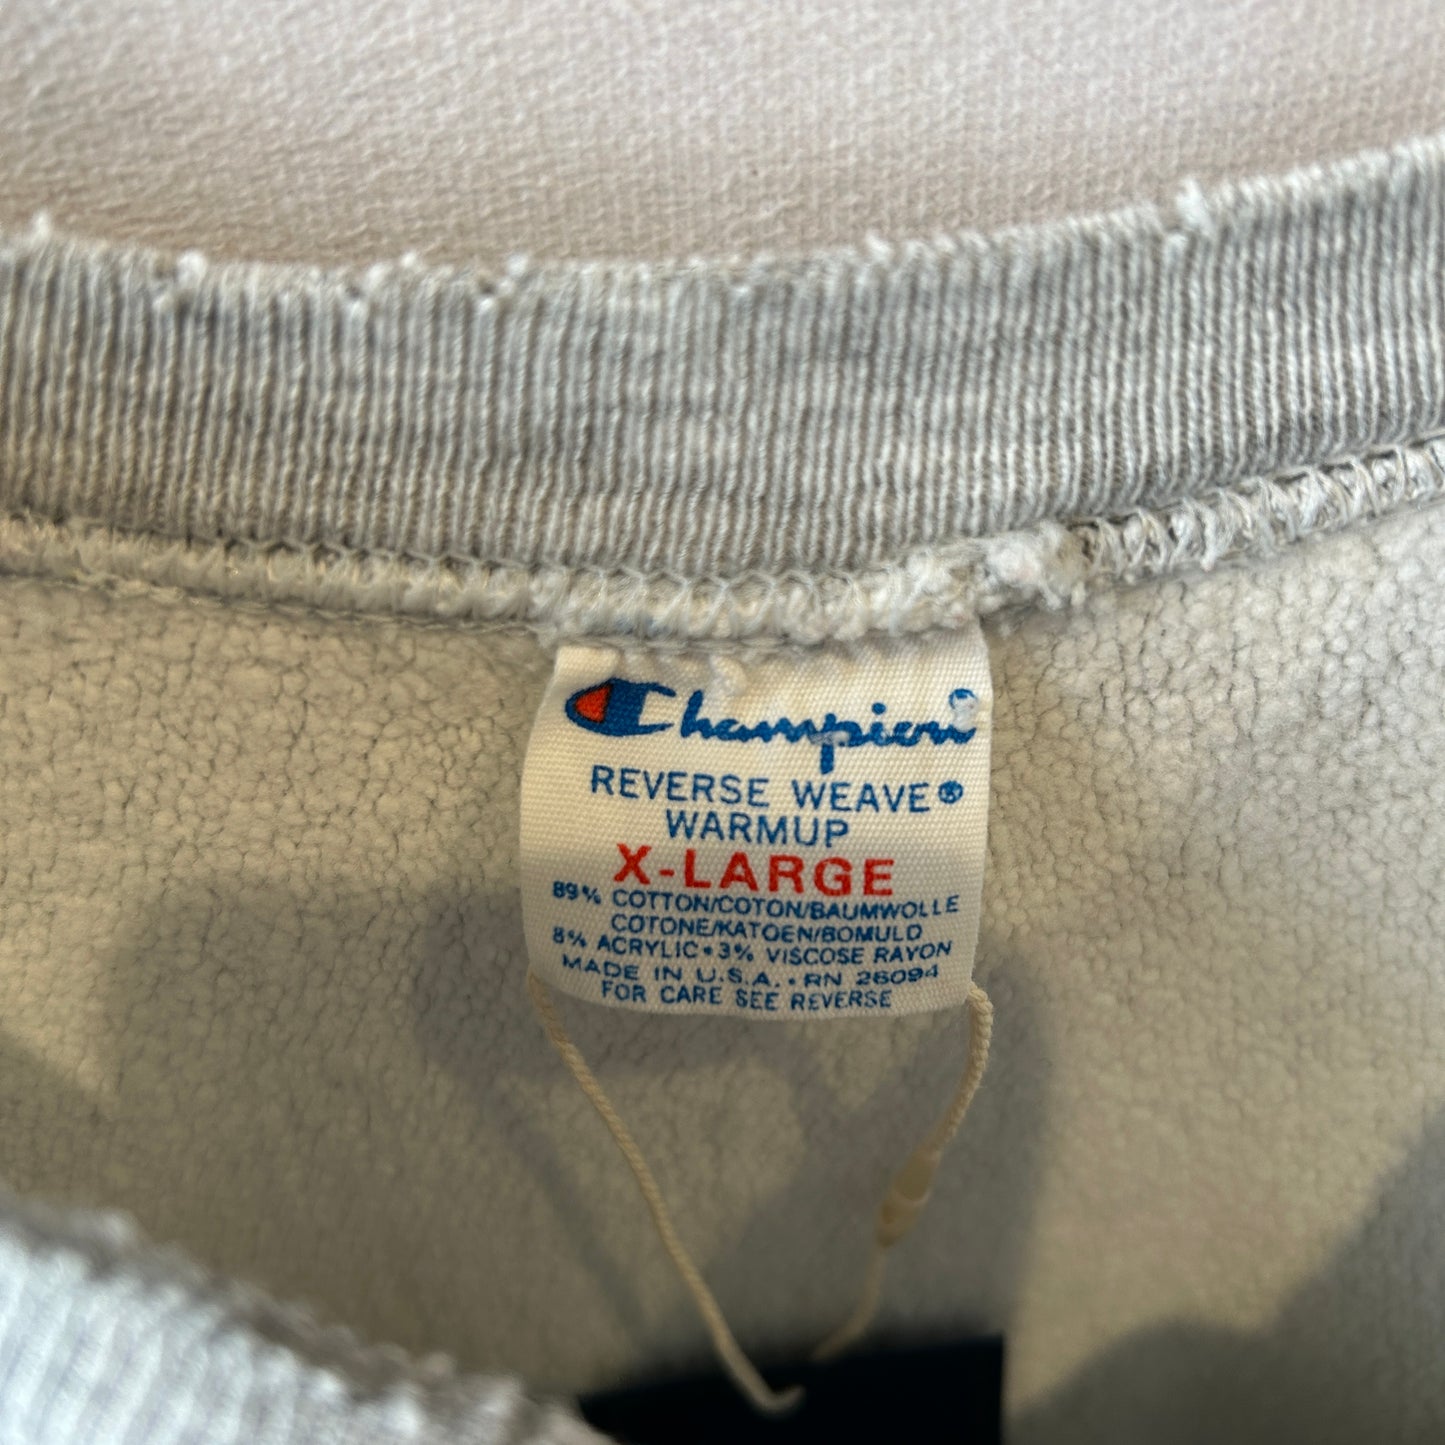 Champion
REVERSE WEAVE®
WARMUP
X-LARGE
89% COTTON/COTON/BAUMWOLLE
COTONE/KATOEN/BOMULD
8% ACRYLIC•3% VISCOSE RAYON
MADE IN U.S.A. • RN 26094
FOR CARE SEE REVERSE